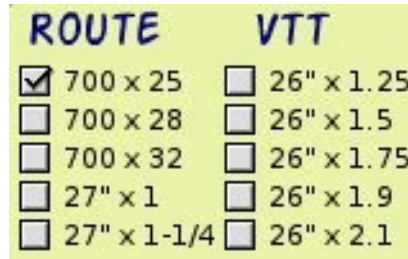 ROUTE VTT
700 x 25 26" x 1.25
700 x 28 26" x 1.5
700 x 32 26" x 1.75
27" x 1 26" x 1.9
27" x 1-1/4 26" x 2.1